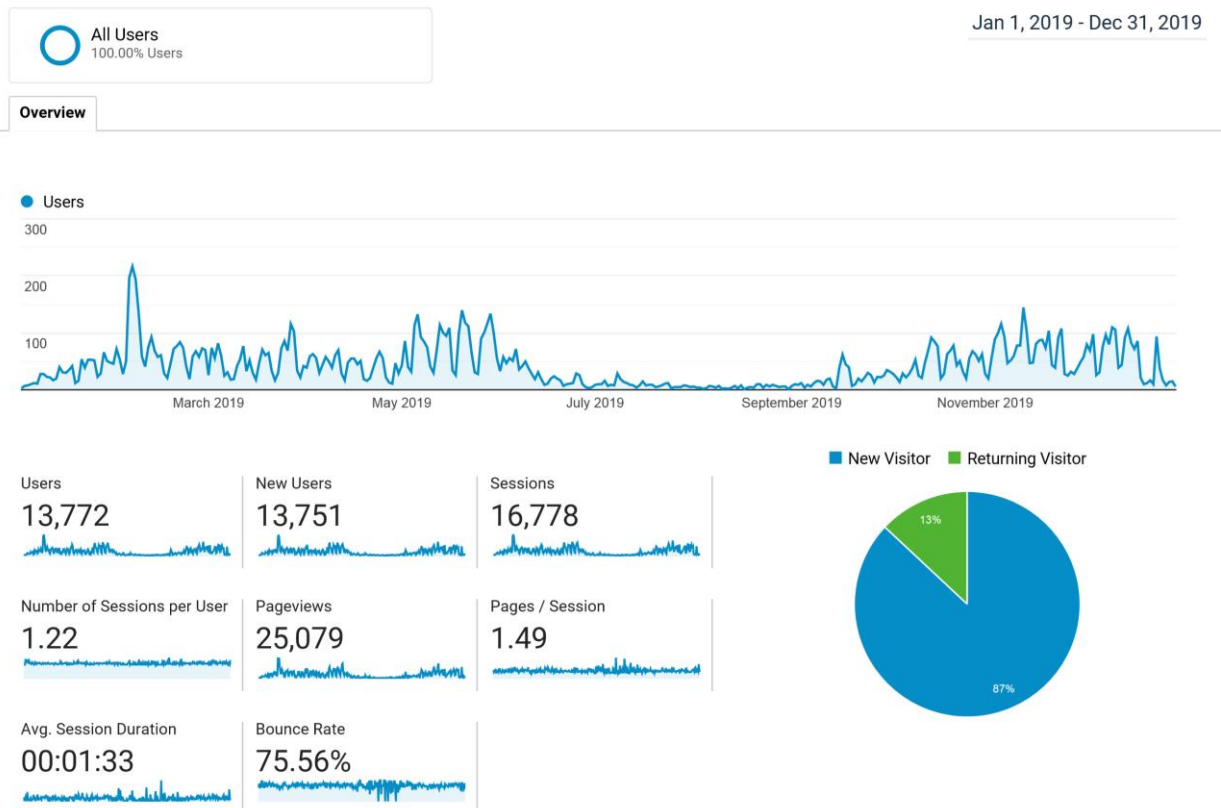 All Users
100.00% Users
Jan 1, 2019 - Dec 31, 2019
Overview
Users
300
200
100
March 2019
May 2019
July 2019
September 2019
November 2019
New Visitor
Returning Visitor
Users
13,772
New Users
13,751
Sessions
16,778
Number of Sessions per User
1.22
Pageviews
25,079
Pages / Session
1.49
Avg. Session Duration
00:01:33
Bounce Rate
75.56%
13%
87%